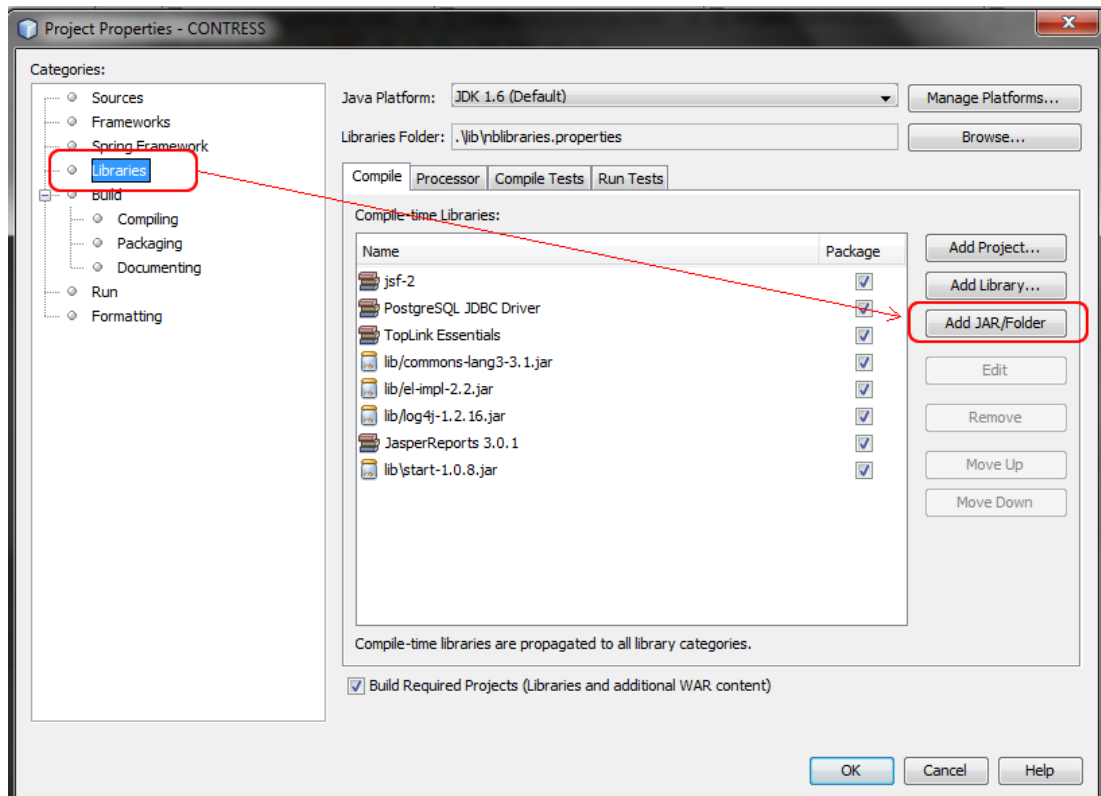 Project Properties - CONTRESS
Categories:
Sources
Frameworks
Spring Framework
Libraries
Build
Compiling
Packaging
Documenting
Run
Formatting
Java Platform: JDK 1.6 (Default) Manage Platforms...
Libraries Folder: .\lib\nblibraries.properties Browse...
Compile Processor Compile Tests Run Tests
Compile-time Libraries:
Name Package
jsf-2
PostgreSQL JDBC Driver
TopLink Essentials
lib/commons-lang3-3.1.jar
lib/el-impl-2.2.jar
lib/log4j-1.2.16.jar
JasperReports 3.0.1
lib\start-1.0.8.jar
Add Project...
Add Library...
Add JAR/Folder
Edit
Remove
Move Up
Move Down
Compile-time libraries are propagated to all library categories.
Build Required Projects (Libraries and additional WAR content)
OK Cancel Help